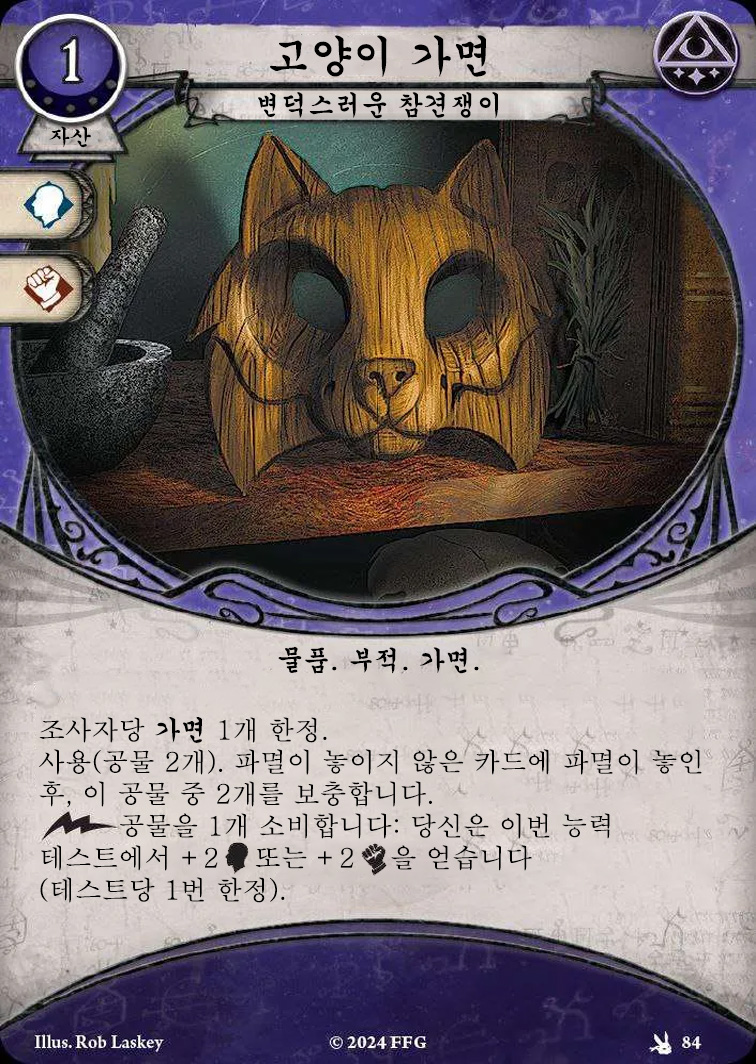 1
고양이 가면
변덕스러운 참견쟁이
자산
물품. 부적. 가면.
조사자당 가면 1개 한정.
사용(공물 2개). 파멸이 놓이지 않은 카드에 파멸이 놓인
후, 이 공물 중 2개를 보충합니다.
공물을 1개 소비합니다: 당신은 이번 능력
테스트에서 +2 또는 +2 을 얻습니다
(테스트당 1번 한정).
Illus. Rob Laskey
© 2024 FFG
84